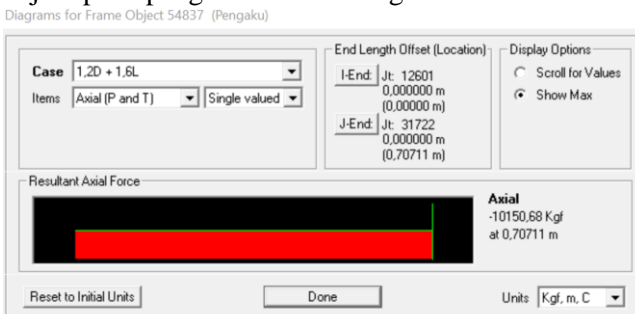 Diagrams for Frame Object 54837 (Pengaku)
Case 1,2D + 1,6L
Items Axial (P and T) Single valued
End Length Offset (Location)
I-End: Jt: 12601
0,000000 m
(0,00000 m)
J-End: Jt: 31722
0,000000 m
(0,70711 m)
Display Options
Scroll for Values
Show Max
Resultant Axial Force
Axial
-10150,68 Kgf
at 0,70711 m
Reset to Initial Units
Done
Units Kgf, m, C